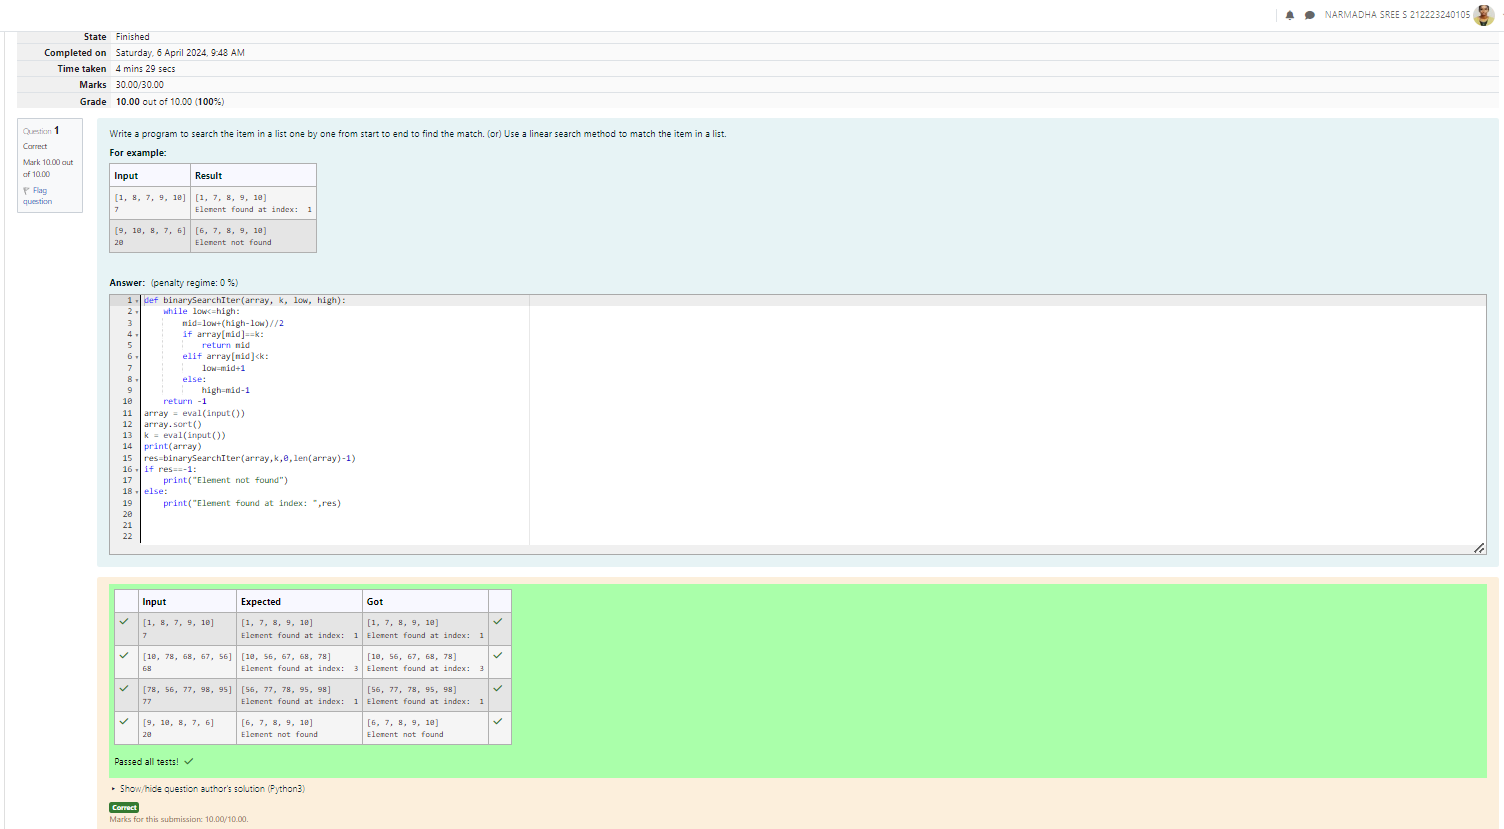 NARMADHA SREE S 212223240105
State Finished
Completed on Saturday, 6 April 2024, 9:48 AM
Time taken 4 mins 29 secs
Marks 30.00/30.00
Grade 10.00 out of 10.00 (100%)
Question 1
Correct
Mark 10.00 out
of 10.00
Flag
question
Write a program to search the item in a list one by one from start to end to find the match. (or) Use a linear search method to match the item in a list.
For example:
Input Result
[1, 8, 7, 9, 10] [1, 7, 8, 9, 10]
7 Element found at index:  1
[9, 10, 8, 7, 6] [6, 7, 8, 9, 10]
20 Element not found
Answer: (penalty regime: 0 %)
1 def binarySearchIter(array, k, low, high):
2     while low<=high:
3         mid=low+(high-low)//2
4         if array[mid]==k:
5             return mid
6         elif array[mid]<k:
7             low=mid+1
8         else:
9             high=mid-1
10     return -1
11 array = eval(input())
12 array.sort()
13 k = eval(input())
14 print(array)
15 res=binarySearchIter(array,k,0,len(array)-1)
16 if res==-1:
17     print("Element not found")
18 else:
19     print("Element found at index: ",res)
20
21
22
Input Expected Got
[1, 8, 7, 9, 10] [1, 7, 8, 9, 10] [1, 7, 8, 9, 10]
7 Element found at index:  1 Element found at index:  1
[10, 78, 68, 67, 56] [10, 56, 67, 68, 78] [10, 56, 67, 68, 78]
68 Element found at index:  3 Element found at index:  3
[78, 56, 77, 98, 95] [56, 77, 78, 95, 98] [56, 77, 78, 95, 98]
77 Element found at index:  1 Element found at index:  1
[9, 10, 8, 7, 6] [6, 7, 8, 9, 10] [6, 7, 8, 9, 10]
20 Element not found Element not found
Passed all tests!
Show/hide question author's solution (Python3)
Correct
Marks for this submission: 10.00/10.00.